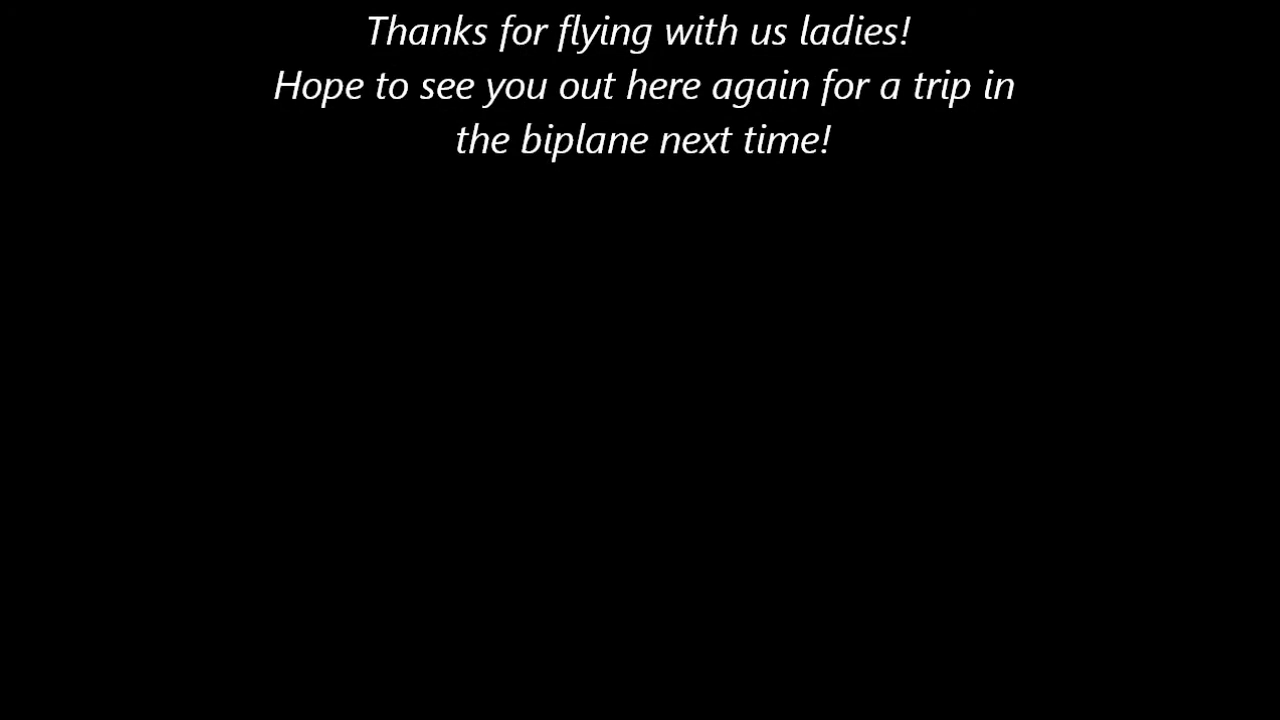 Thanks for flying with us ladies!
Hope to see you out here again for a trip in
the biplane next time!